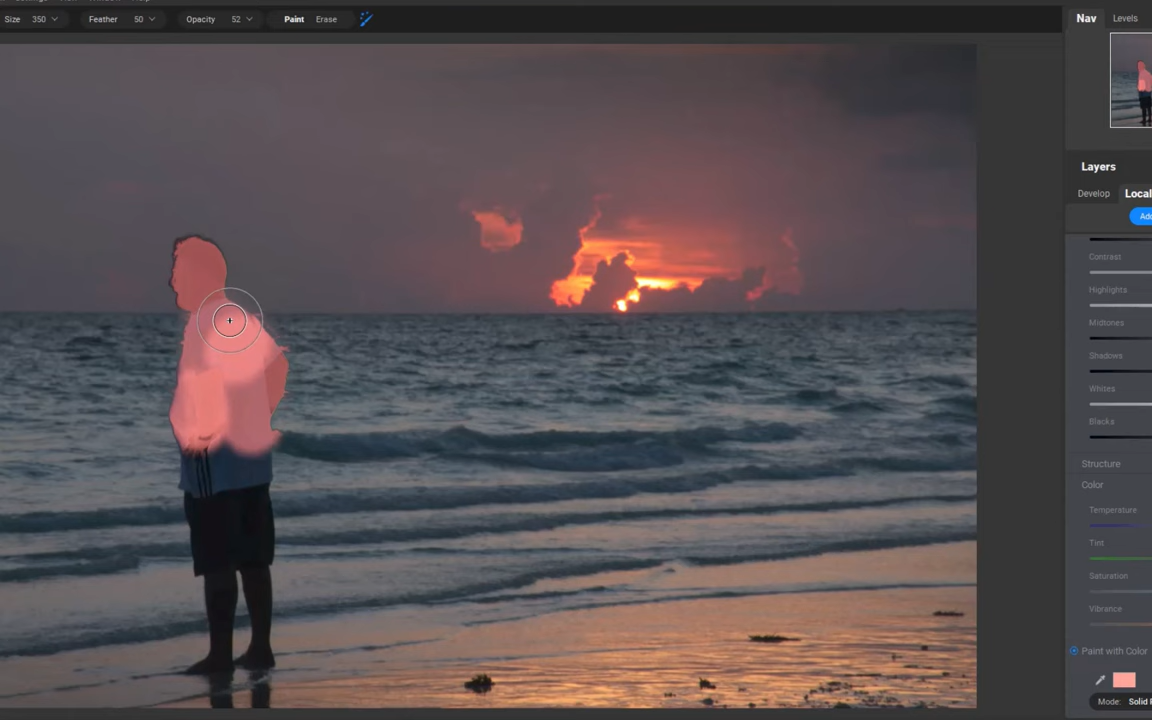 Size 350 Feather 50 Opacity 52 Paint Erase
Nav Levels
Layers
Develop Local
Contrast
Highlights
Midtones
Shadows
Whites
Blacks
Structure
Color
Temperature
Tint
Saturation
Vibrance
Paint with Color
Mode: Solid